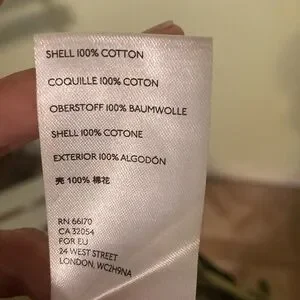 SHELL 100% COTTON
COQUILLE 100% COTON
OBERSTOFF 100% BAUMWOLLE
SHELL 100% COTONE
EXTERIOR 100% ALGODÓN
壳 100% 棉花
RN 66170
CA 32054
FOR EU
24 WEST STREET
LONDON, WC2H9NA